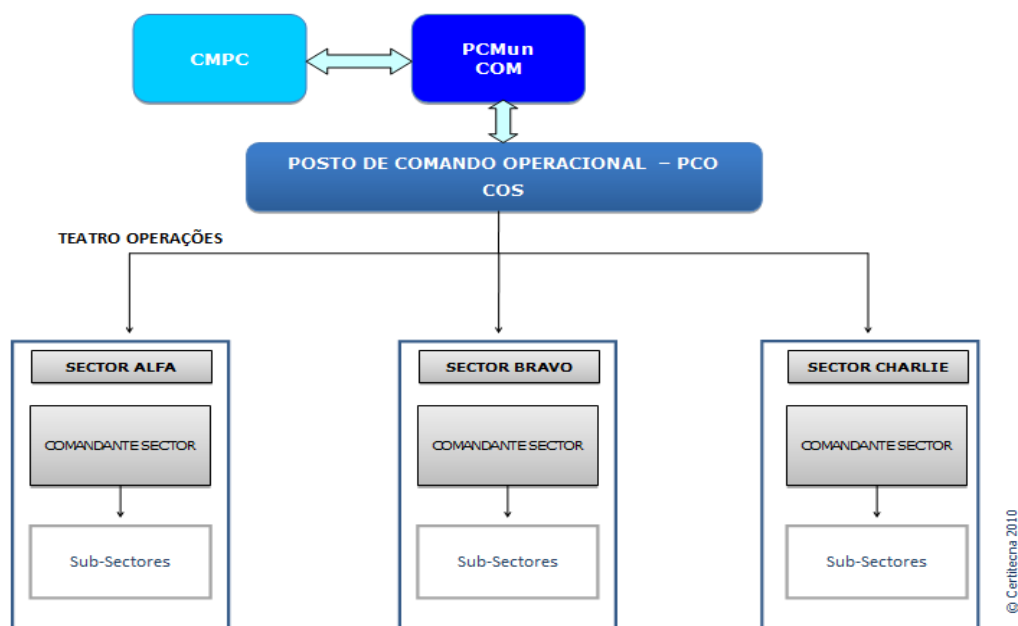 CMPC
PCMun
COM
POSTO DE COMANDO OPERACIONAL – PCO
COS
TEATRO OPERAÇÕES
SECTOR ALFA
COMANDANTE SECTOR
Sub-Sectores
SECTOR BRAVO
COMANDANTE SECTOR
Sub-Sectores
SECTOR CHARLIE
COMANDANTE SECTOR
Sub-Sectores
© Certitecna 2010